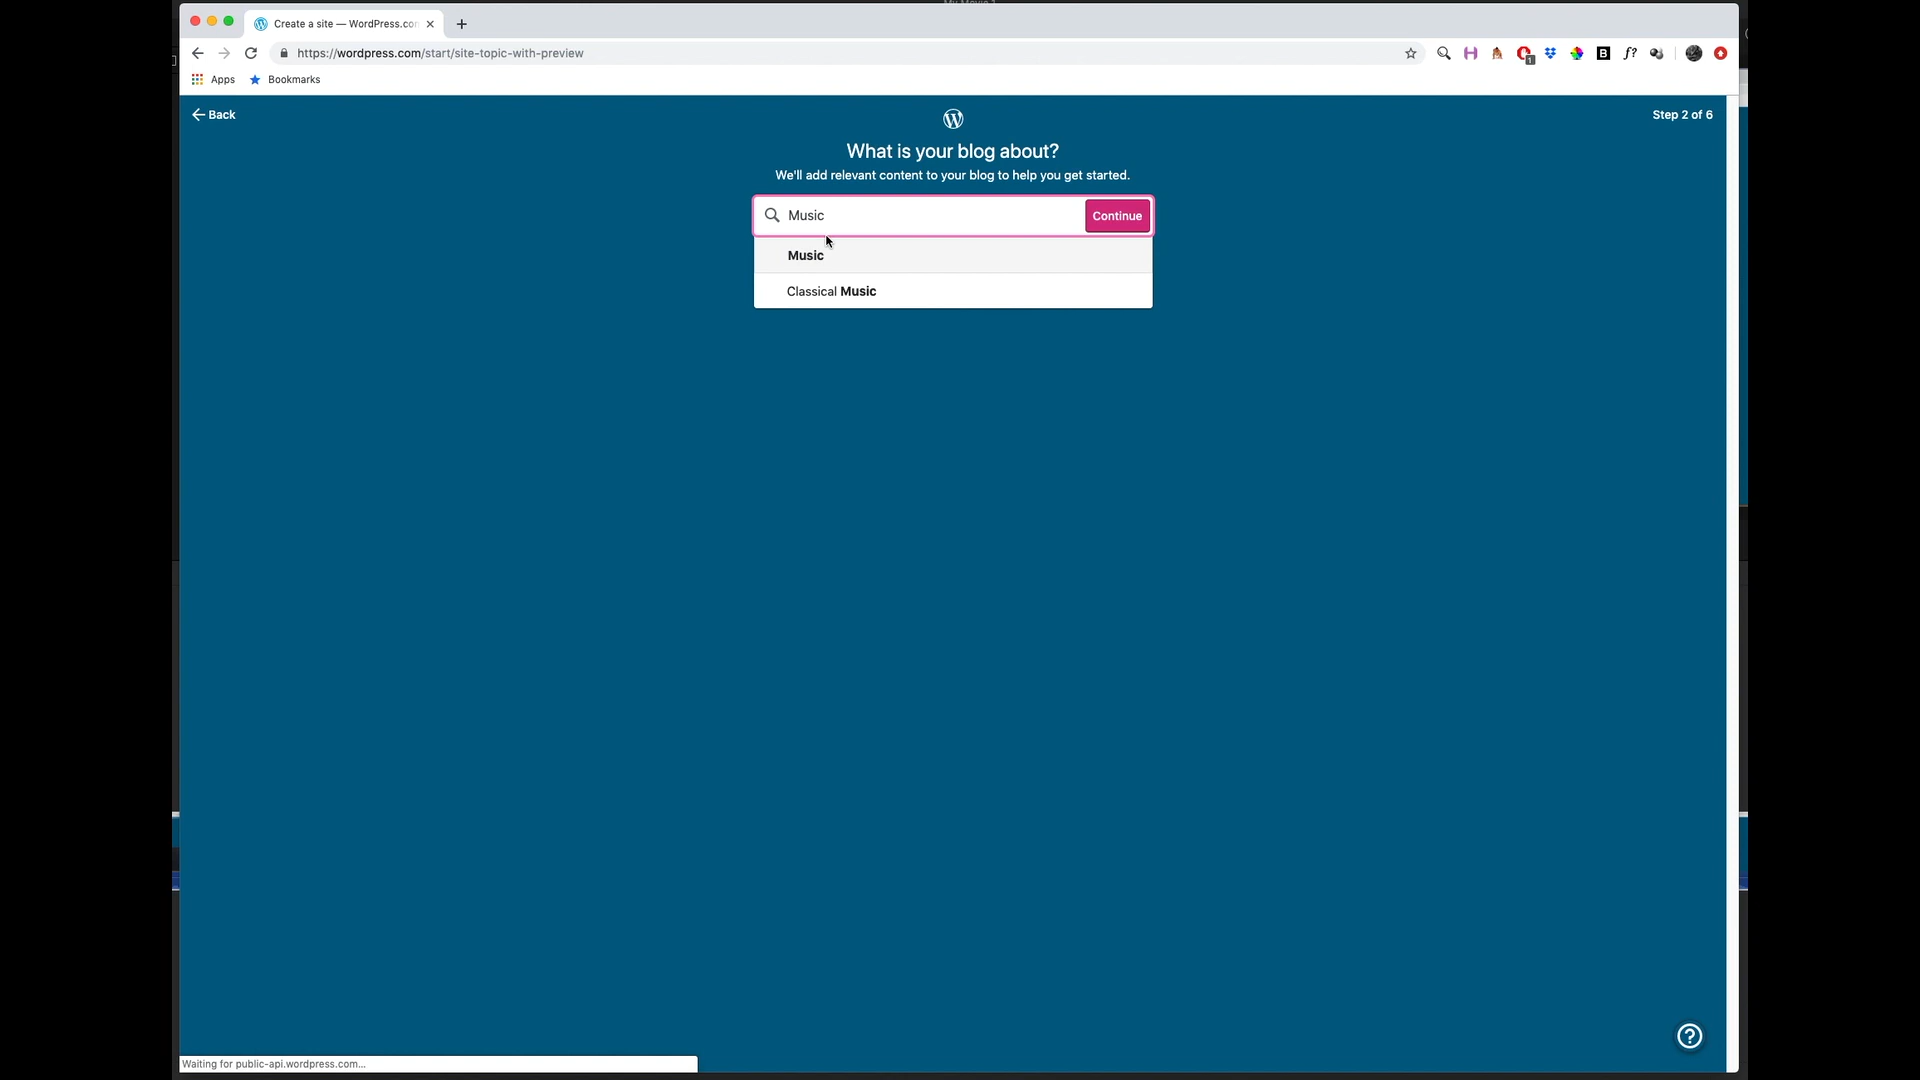 Create a site — WordPress.con
https://wordpress.com/start/site-topic-with-preview
Apps
Bookmarks
Back
Step 2 of 6
What is your blog about?
We'll add relevant content to your blog to help you get started.
Music
Continue
Music
Classical Music
Waiting for public-api.wordpress.com...